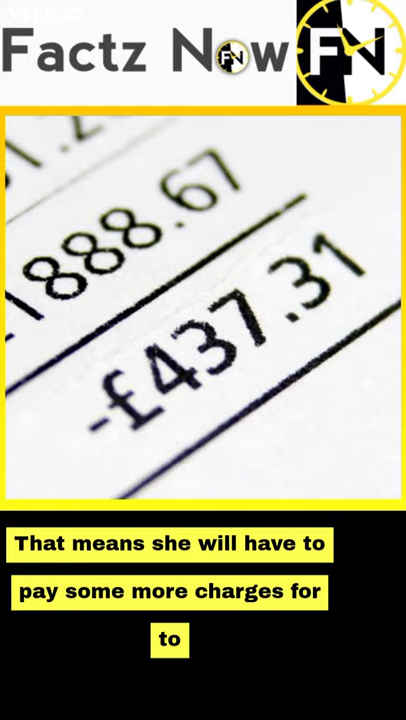 Factz Now
FN
FN
1888.67
-£437.31
That means she will have to
pay some more charges for
to